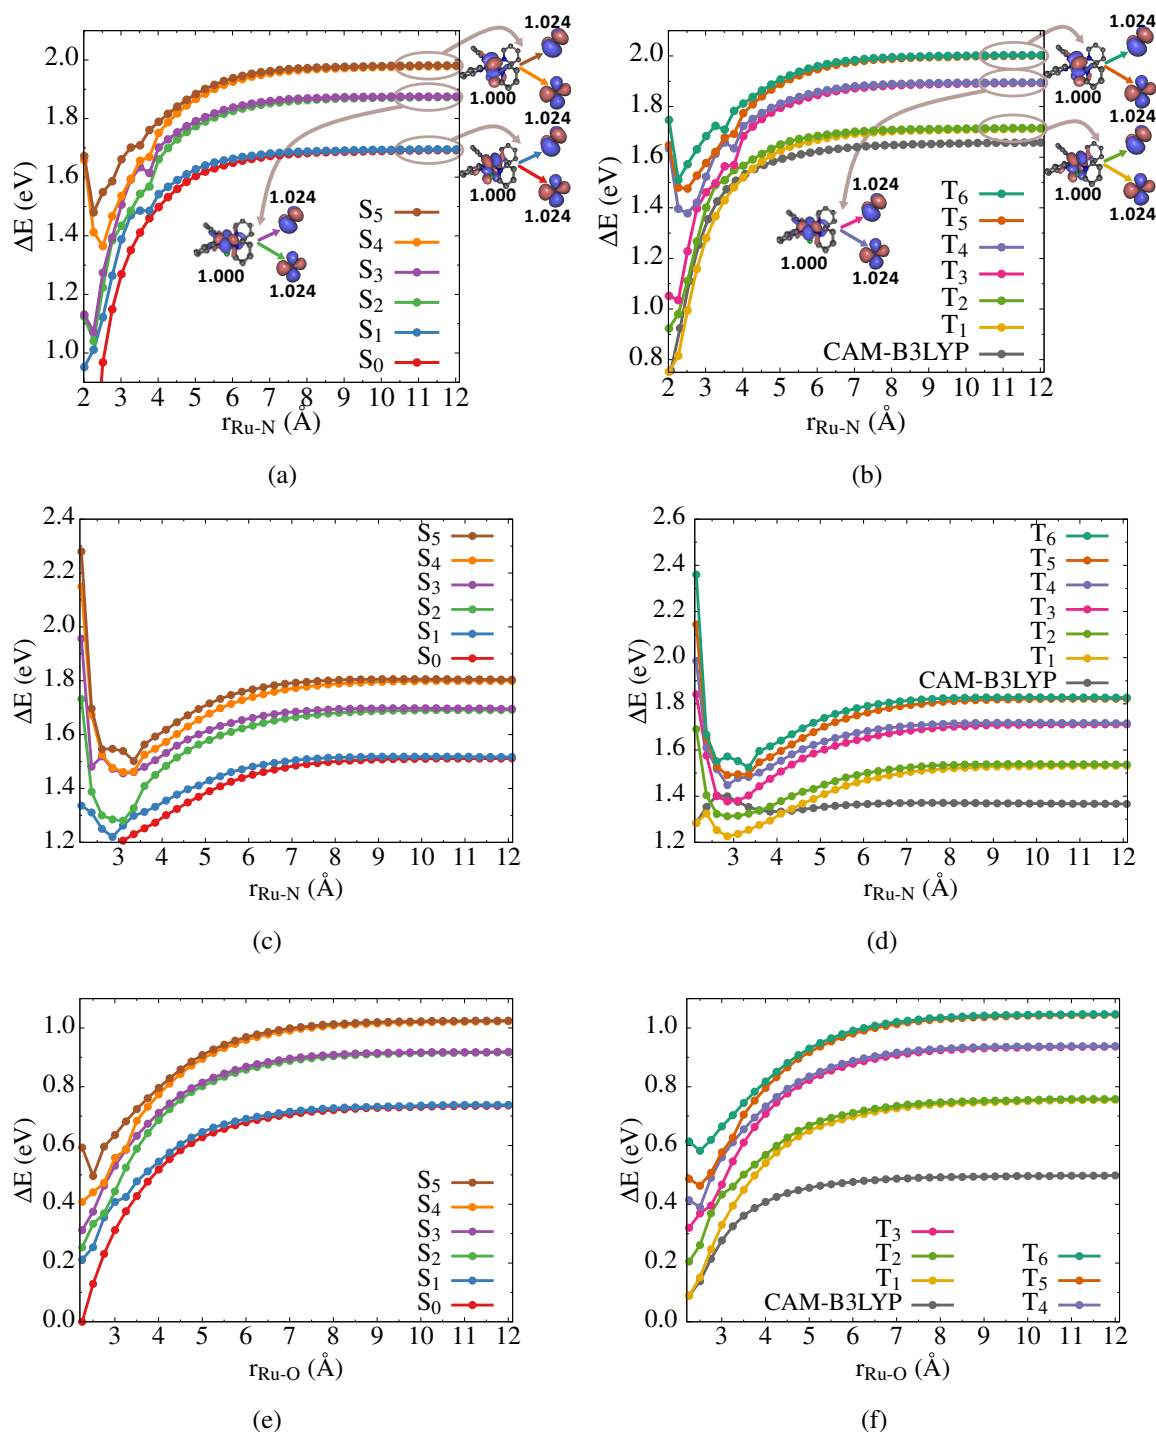 1.024
2.0
1.8
1.6
1.4
1.2
1.0
ΔE (eV)
1.000
1.024
1.024
1.000
1.024
1.024
1.000
1.024
S5
S4
S3
S2
S1
S0
2 3 4 5 6 7 8 9 10 11 12
rRu-N (Å)
(a)
1.024
2.0
1.8
1.6
1.4
1.2
1.0
0.8
ΔE (eV)
1.000
1.024
1.024
1.000
1.024
1.024
1.000
1.024
T6
T5
T4
T3
T2
T1
CAM-B3LYP
2 3 4 5 6 7 8 9 10 11 12
rRu-N (Å)
(b)
2.4
2.2
2.0
1.8
1.6
1.4
1.2
ΔE (eV)
S5
S4
S3
S2
S1
S0
3 4 5 6 7 8 9 10 11 12
rRu-N (Å)
(c)
2.6
2.4
2.2
2.0
1.8
1.6
1.4
1.2
ΔE (eV)
T6
T5
T4
T3
T2
T1
CAM-B3LYP
3 4 5 6 7 8 9 10 11 12
rRu-N (Å)
(d)
1.0
0.8
0.6
0.4
0.2
0.0
ΔE (eV)
S5
S4
S3
S2
S1
S0
3 4 5 6 7 8 9 10 11 12
rRu-O (Å)
(e)
1.0
0.8
0.6
0.4
0.2
0.0
ΔE (eV)
T3
T2
T1
CAM-B3LYP
T6
T5
T4
3 4 5 6 7 8 9 10 11 12
rRu-O (Å)
(f)